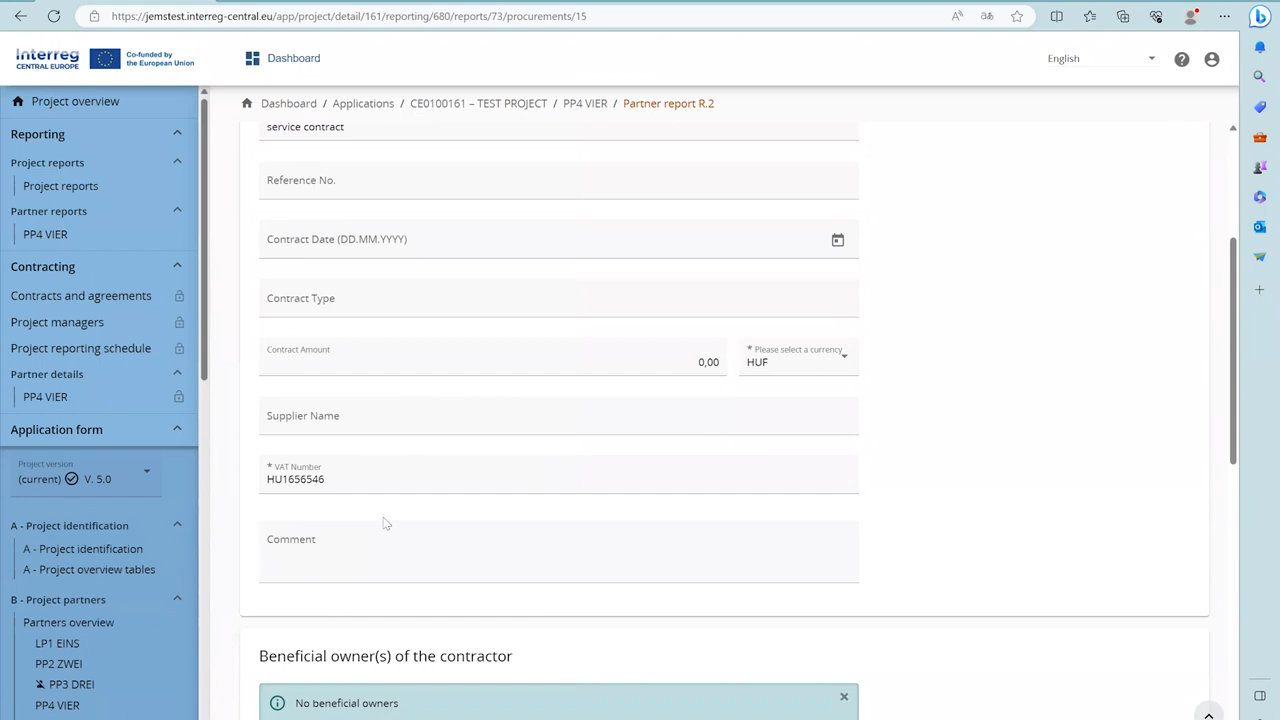 https://jemstest.interreg-central.eu/app/project/detail/161/reporting/680/reports/73/procurements/15
Interreg
CENTRAL EUROPE
Co-funded by
the European Union
Dashboard
English
Project overview
Reporting
Project reports
Project reports
Partner reports
PP4 VIER
Contracting
Contracts and agreements
Project managers
Project reporting schedule
Partner details
PP4 VIER
Application form
Project version
(current) V. 5.0
A - Project identification
A - Project identification
A - Project overview tables
B - Project partners
Partners overview
LP1 EINS
PP2 ZWEI
PP3 DREI
PP4 VIER
Dashboard / Applications / CE0100161 – TEST PROJECT / PP4 VIER / Partner report R.2
service contract
Reference No.
Contract Date (DD.MM.YYYY)
Contract Type
Contract Amount
0,00
* Please select a currency
HUF
Supplier Name
* VAT Number
HU1656546
Comment
Beneficial owner(s) of the contractor
No beneficial owners